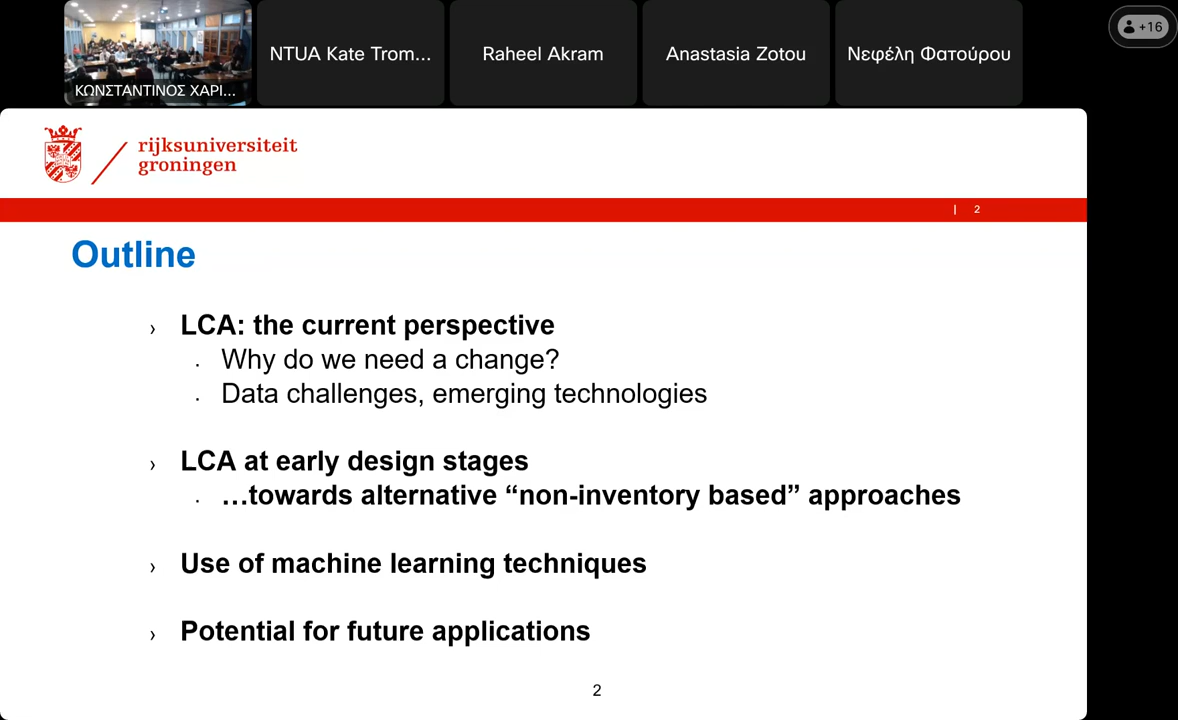 ΚΩΝΣΤΑΝΤΙΝΟΣ ΧΑΡΙ...
NTUA Kate Trom...
Raheel Akram
Anastasia Zotou
Νεφέλη Φατούρου
+16
rijksuniversiteit
groningen
| 2
Outline
› LCA: the current perspective
· Why do we need a change?
· Data challenges, emerging technologies
› LCA at early design stages
· …towards alternative “non-inventory based” approaches
› Use of machine learning techniques
› Potential for future applications
2